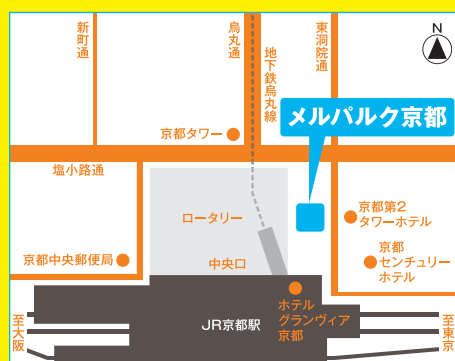 新町通
烏丸通
地下鉄烏丸線
東洞院通
N
メルパルク京都
京都タワー
塩小路通
ロータリー
京都第2
タワーホテル
京都中央郵便局
中央口
京都
センチュリー
ホテル
ホテル
グランヴィア
京都
JR京都駅
至大阪
至東京